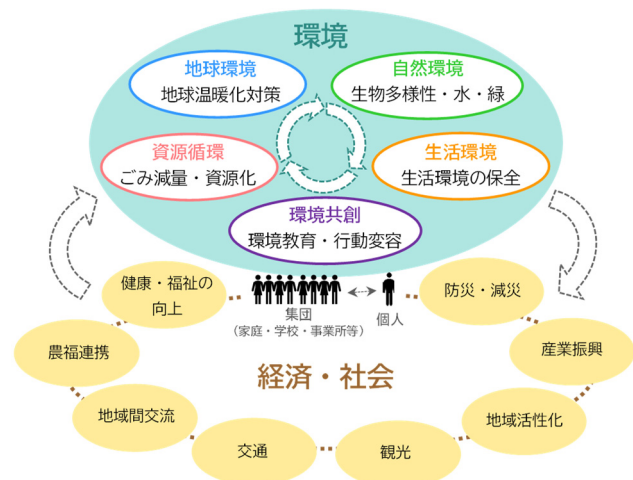 環境
地球環境
地球温暖化対策
自然環境
生物多様性・水・緑
資源循環
ごみ減量・資源化
生活環境
生活環境の保全
環境共創
環境教育・行動変容
健康・福祉の
向上
集団
（家庭・学校・事業所等）
個人
防災・減災
農福連携
産業振興
経済・社会
地域間交流
地域活性化
交通
観光